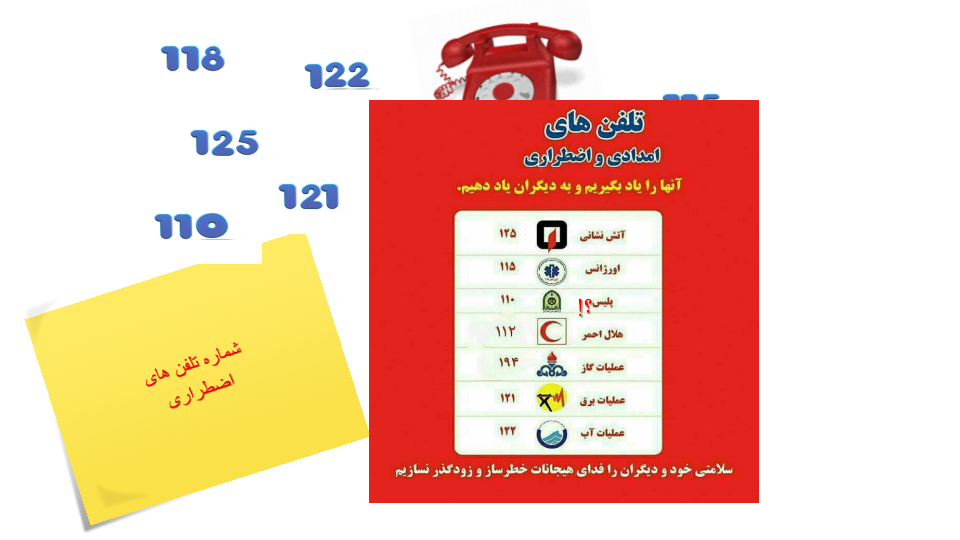 118
122
125
121
110
شماره تلفن های
اضطراری
تلفن های
امدادی و اضطراری
آنها را یاد بگیریم و به دیگران یاد دهیم.
آتش نشانی ۱۲۵
اورژانس ۱۱۵
پلیس ؟! ۱۱۰
هلال احمر ۱۱۲
عملیات گاز ۱۹۴
عملیات برق ۱۲۱
عملیات آب ۱۲۲
سلامتی خود و دیگران را فدای هیجانات خطرساز و زودگذر نسازیم